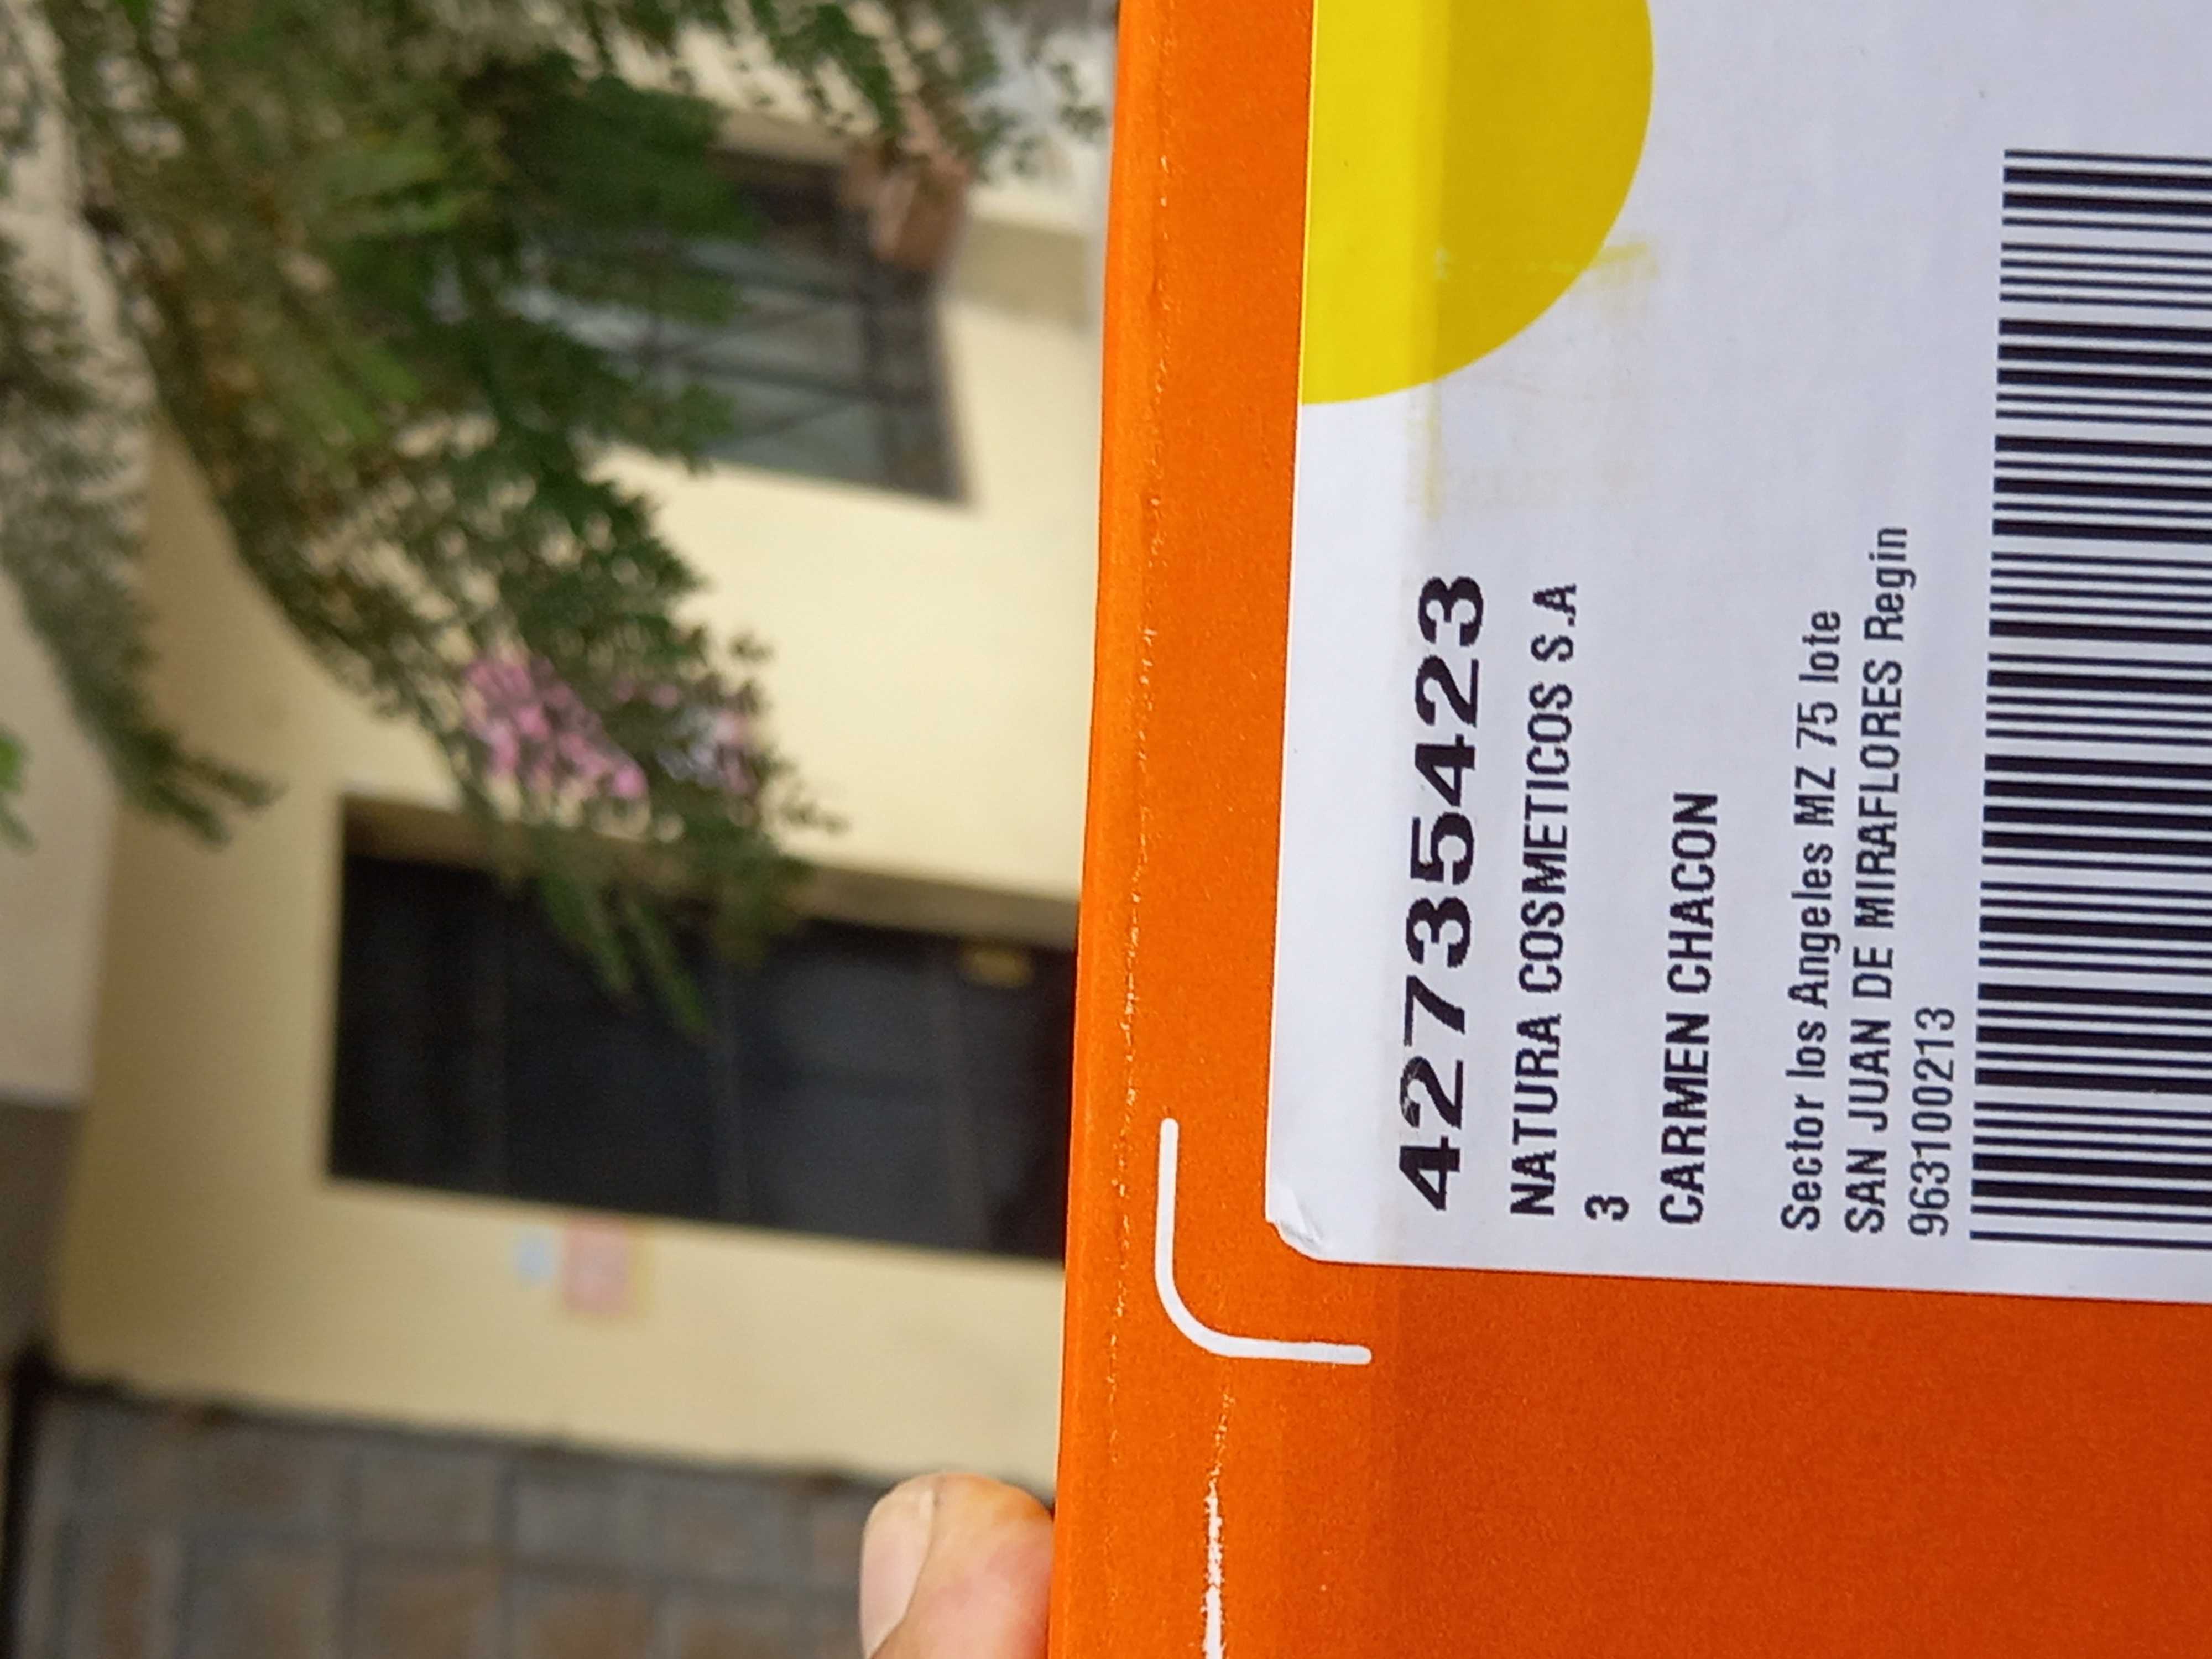 42735423
NATURA COSMETICOS S.A
3
CARMEN CHACON
Sector los Angeles MZ 75 lote
SAN JUAN DE MIRAFLORES Regin
963100213